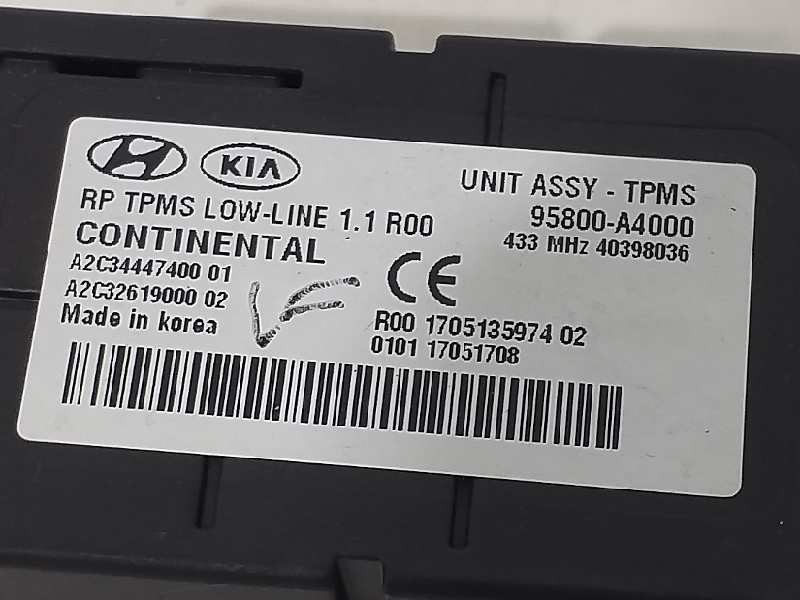 KIA
UNIT ASSY - TPMS
RP TPMS LOW-LINE 1.1 R00
95800-A4000
CONTINENTAL
433 MHz 40398036
A2C34447400 01
A2C32619000 02
CE
Made in korea
R00 1705135974 02
0101 17051708